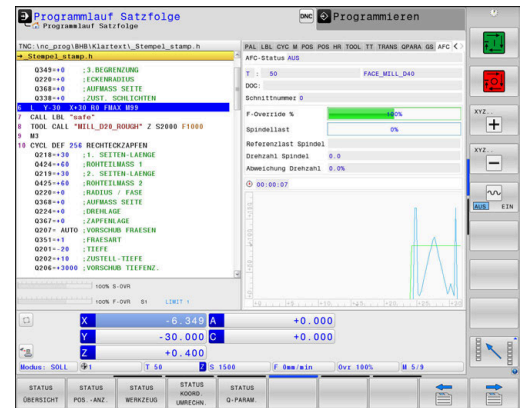 Programmlauf Satzfolge
Programmlauf Satzfolge
DNC
Programmieren
TNC:\nc_prog\BHB\Klartext\_Stempel_stamp.h
→_Stempel_stamp.h
Q349=+0 ;3.BEGRENZUNG
Q220=+0 ;ECKENRADIUS
Q368=+0 ;AUFMASS SEITE
Q338=+0 ;ZUST. SCHLICHTEN
6 L Y-30 X+30 R0 FMAX M99
7 CALL LBL "safe"
8 TOOL CALL "MILL_D20_ROUGH" Z S2000 F1000
9 M3
10 CYCL DEF 256 RECHTECKZAPFEN
Q218=+30 ;1. SEITEN-LAENGE
Q424=+60 ;ROHTEILMASS 1
Q219=+30 ;2. SEITEN-LAENGE
Q425=+60 ;ROHTEILMASS 2
Q220=+0 ;RADIUS / FASE
Q368=+0 ;AUFMASS SEITE
Q224=+0 ;DREHLAGE
Q367=+0 ;ZAPFENLAGE
Q207= AUTO ;VORSCHUB FRAESEN
Q351=+1 ;FRAESART
Q201=-20 ;TIEFE
Q202=+10 ;ZUSTELL-TIEFE
Q206=+3000 ;VORSCHUB TIEFENZ.
100% S-OVR
100% F-OVR S1 LIMIT 1
PAL LBL CYC M POS POS HR TOOL TT TRANS QPARA GS AFC
AFC-Status AUS
T : 50 FACE_MILL_D40
DOC:
Schnittnummer 0
F-Override % 100%
Spindellast 0%
Referenzlast Spindel
Drehzahl Spindel 0.0
Abweichung Drehzahl 0.0%
00:00:07
X -6.349 A +0.000
Y -30.000 C +0.000
Z +0.400
Modus: SOLL 1 T 50 Z S 1500 F 0mm/min Ovr 100% M 5/9
STATUS ÜBERSICHT
STATUS POS.-ANZ.
STATUS WERKZEUG
STATUS KOORD. UMRECHN.
STATUS Q-PARAM.
XYZ..
+
XYZ..
−
AUS EIN